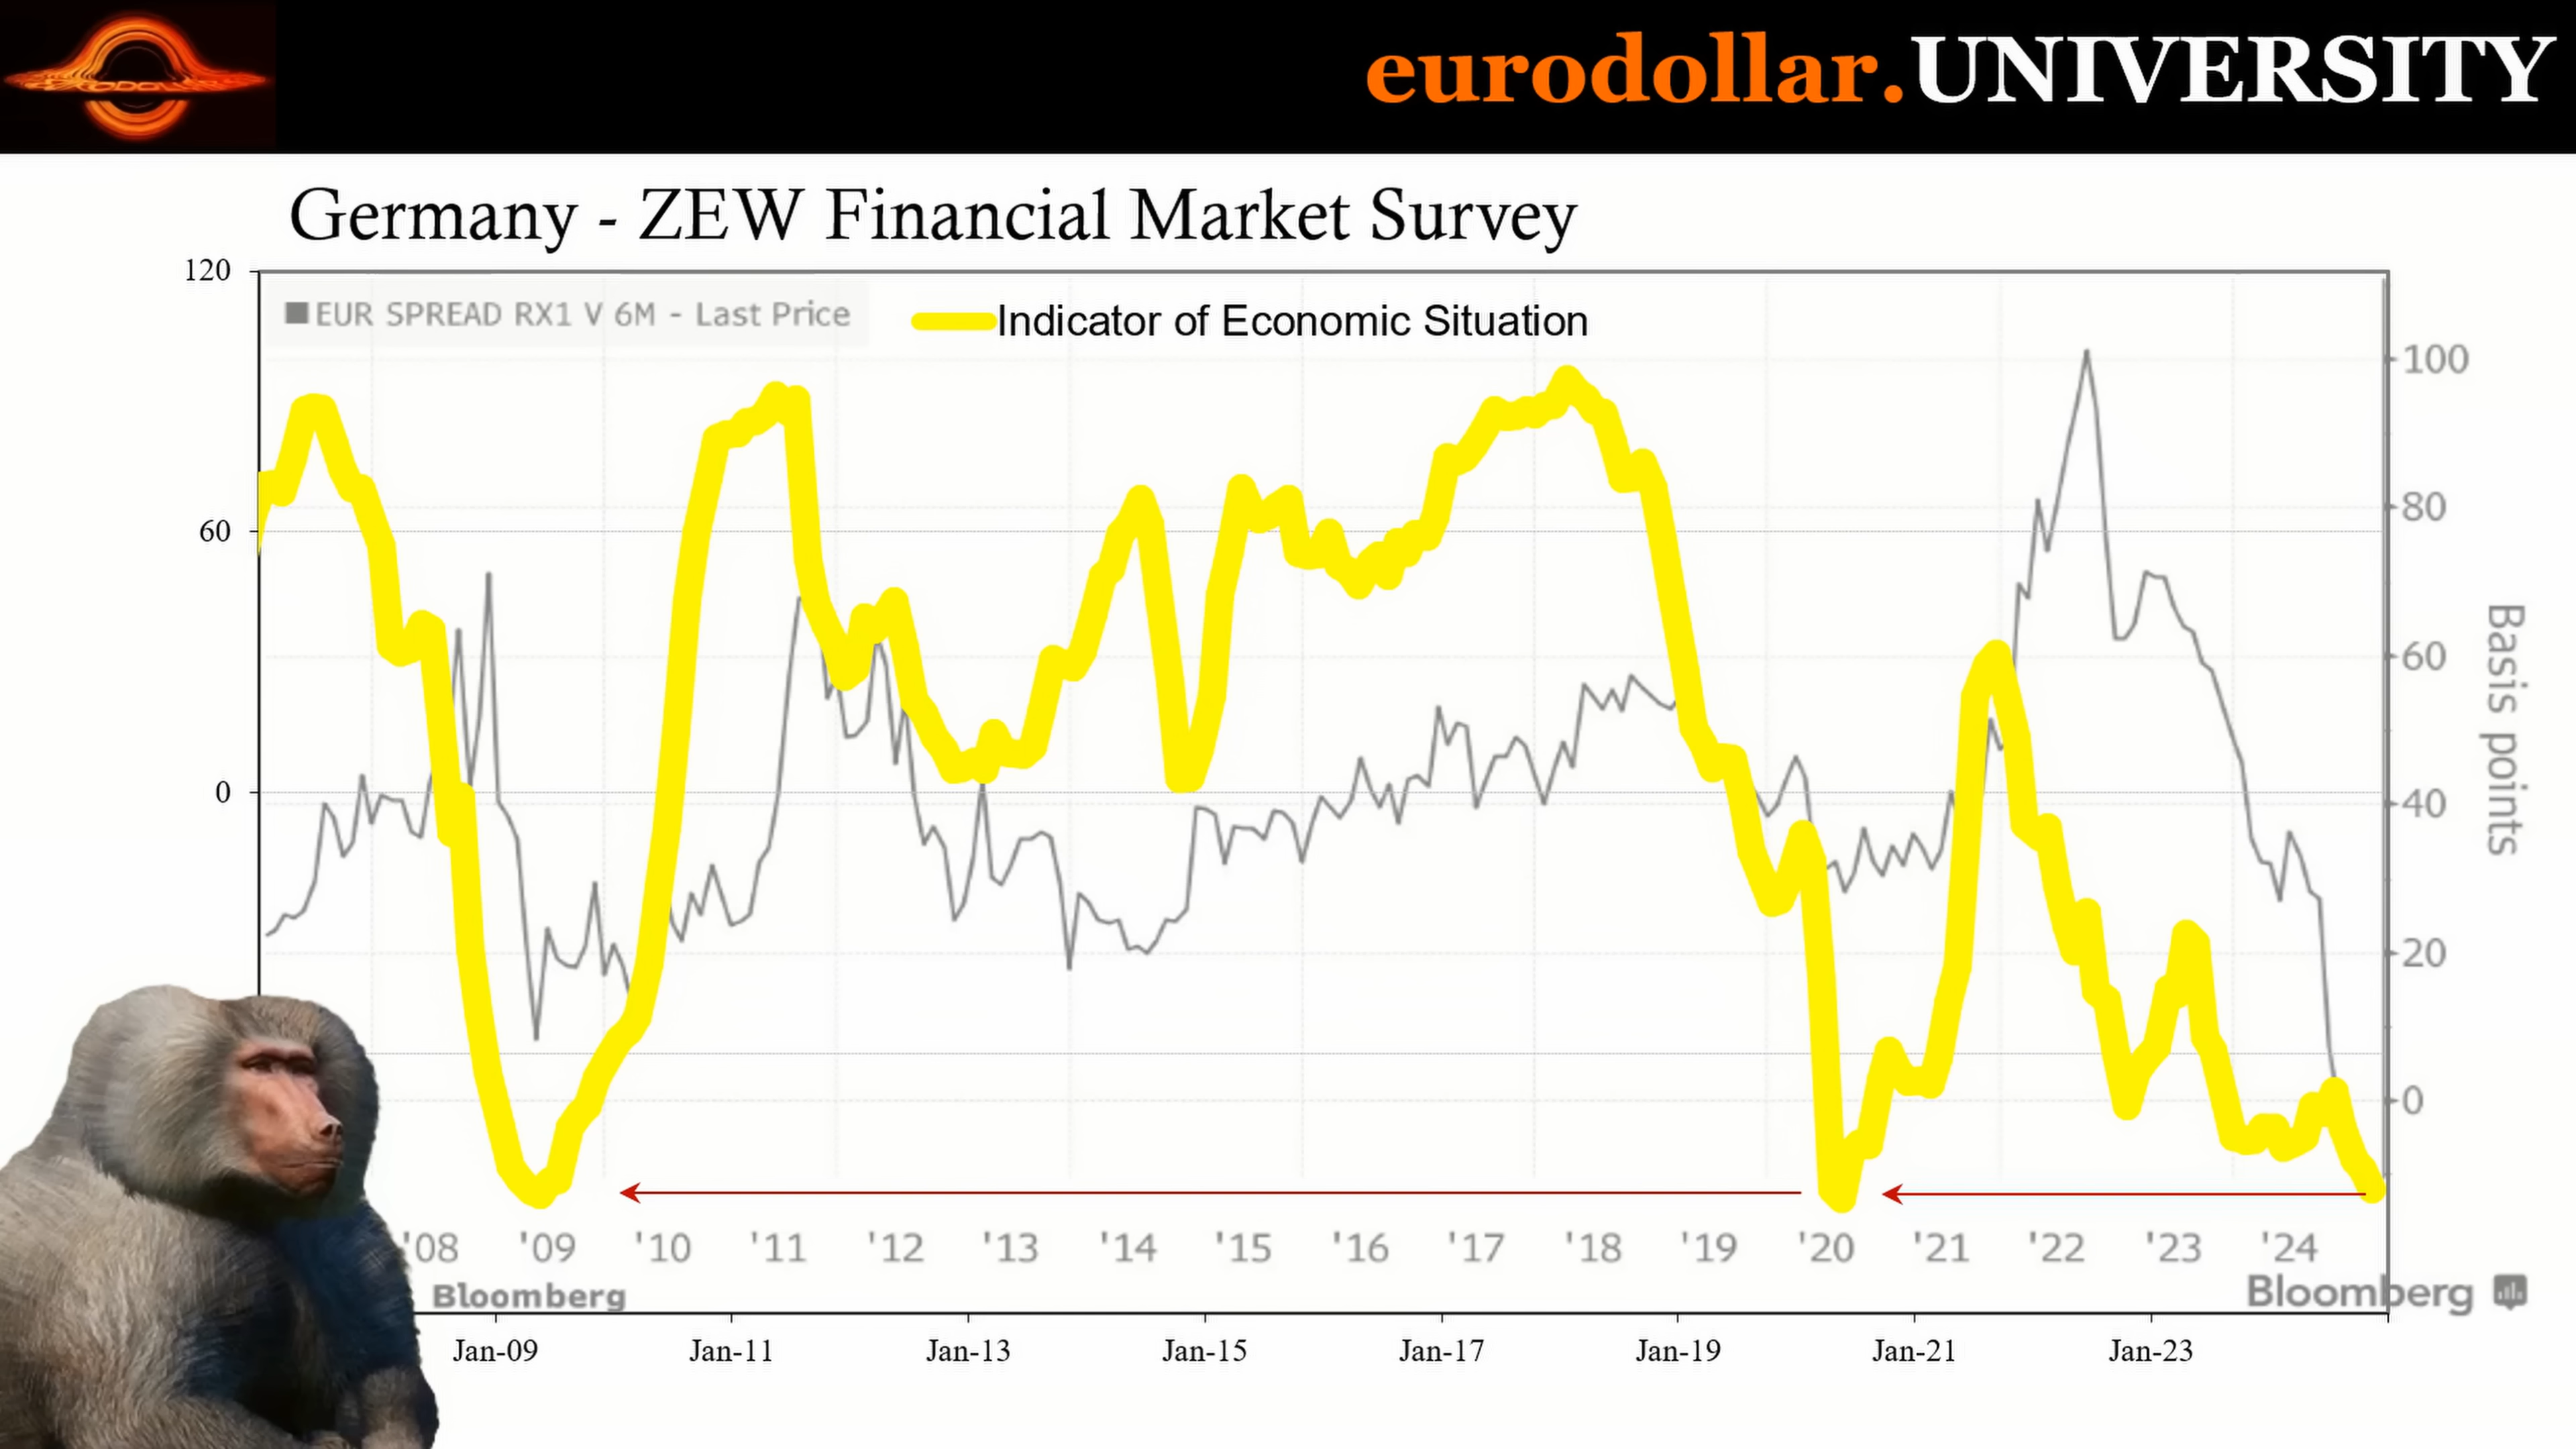 eurodollar.UNIVERSITY
Germany - ZEW Financial Market Survey
120
EUR SPREAD RX1 V 6M - Last Price
Indicator of Economic Situation
100
80
60
60
0
40
20
0
Basis points
'08 '09 '10 '11 '12 '13 '14 '15 '16 '17 '18 '19 '20 '21 '22 '23 '24
Bloomberg
Bloomberg
Jan-09 Jan-11 Jan-13 Jan-15 Jan-17 Jan-19 Jan-21 Jan-23